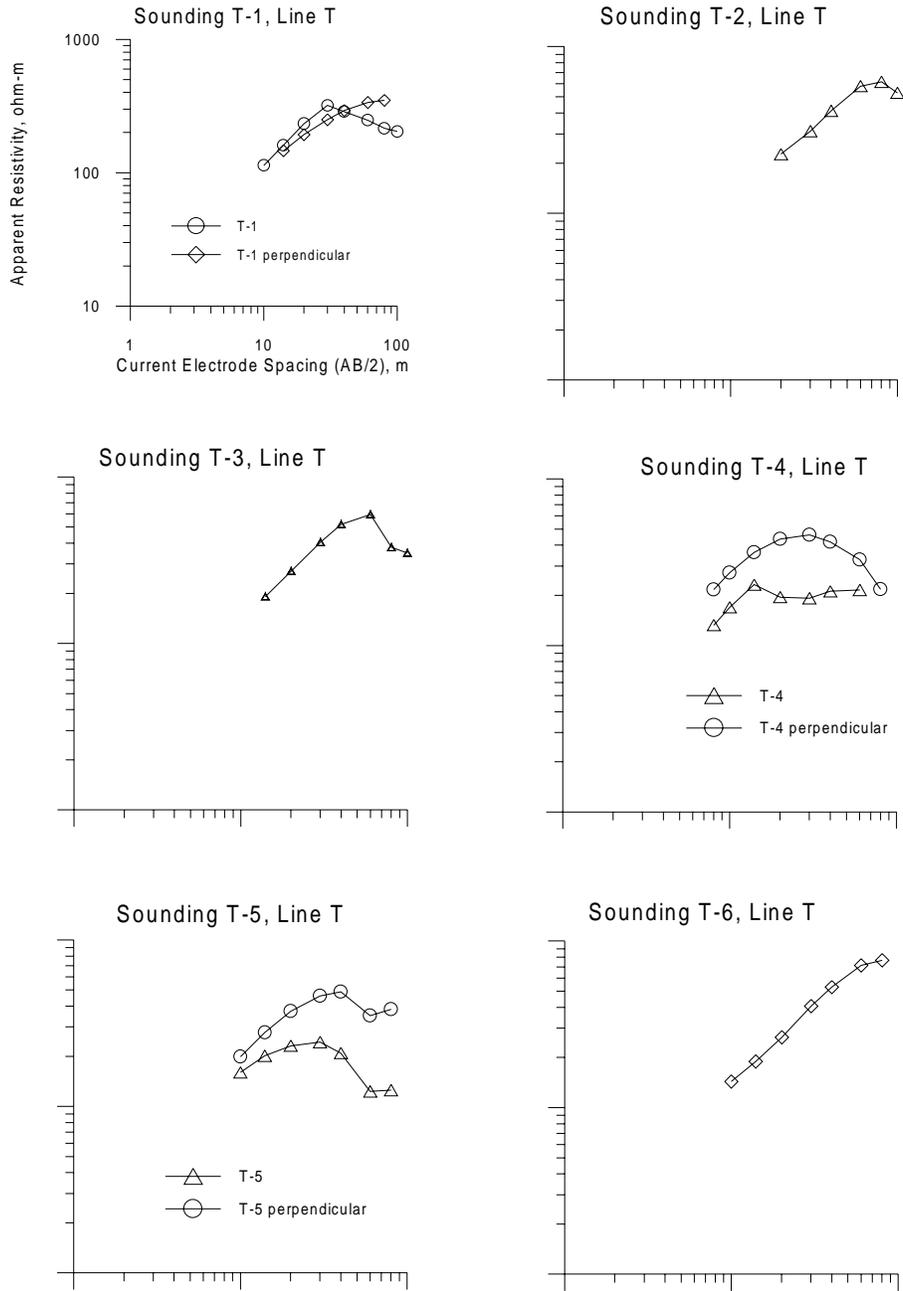 Sounding T-1, Line T
1000
100
10
Apparent Resistivity, ohm-m
T-1
T-1 perpendicular
1
10
100
Current Electrode Spacing (AB/2), m
Sounding T-2, Line T
Sounding T-3, Line T
Sounding T-4, Line T
T-4
T-4 perpendicular
Sounding T-5, Line T
T-5
T-5 perpendicular
Sounding T-6, Line T